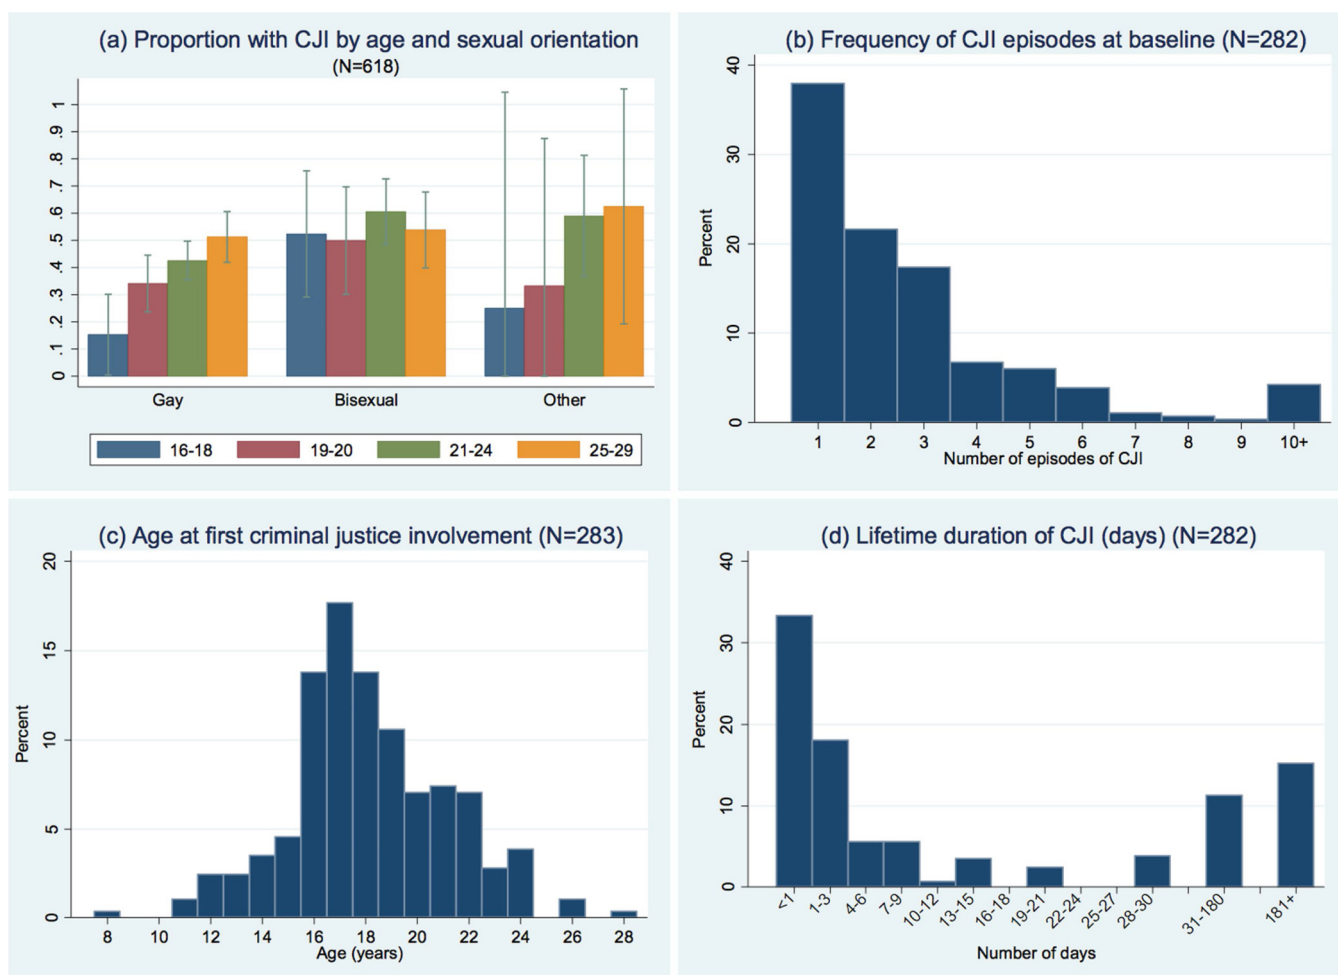 (a) Proportion with CJI by age and sexual orientation
(N=618)
1
.9
.8
.7
.6
.5
.4
.3
.2
.1
0
Gay Bisexual Other
16-18 19-20 21-24 25-29
(b) Frequency of CJI episodes at baseline (N=282)
Percent
40
30
20
10
0
1 2 3 4 5 6 7 8 9 10+
Number of episodes of CJI
(c) Age at first criminal justice involvement (N=283)
Percent
20
15
10
5
0
8 10 12 14 16 18 20 22 24 26 28
Age (years)
(d) Lifetime duration of CJI (days) (N=282)
Percent
40
30
20
10
0
<1 1-3 4-6 7-9 10-12 13-15 16-18 19-21 22-24 25-27 28-30 31-180 181+
Number of days